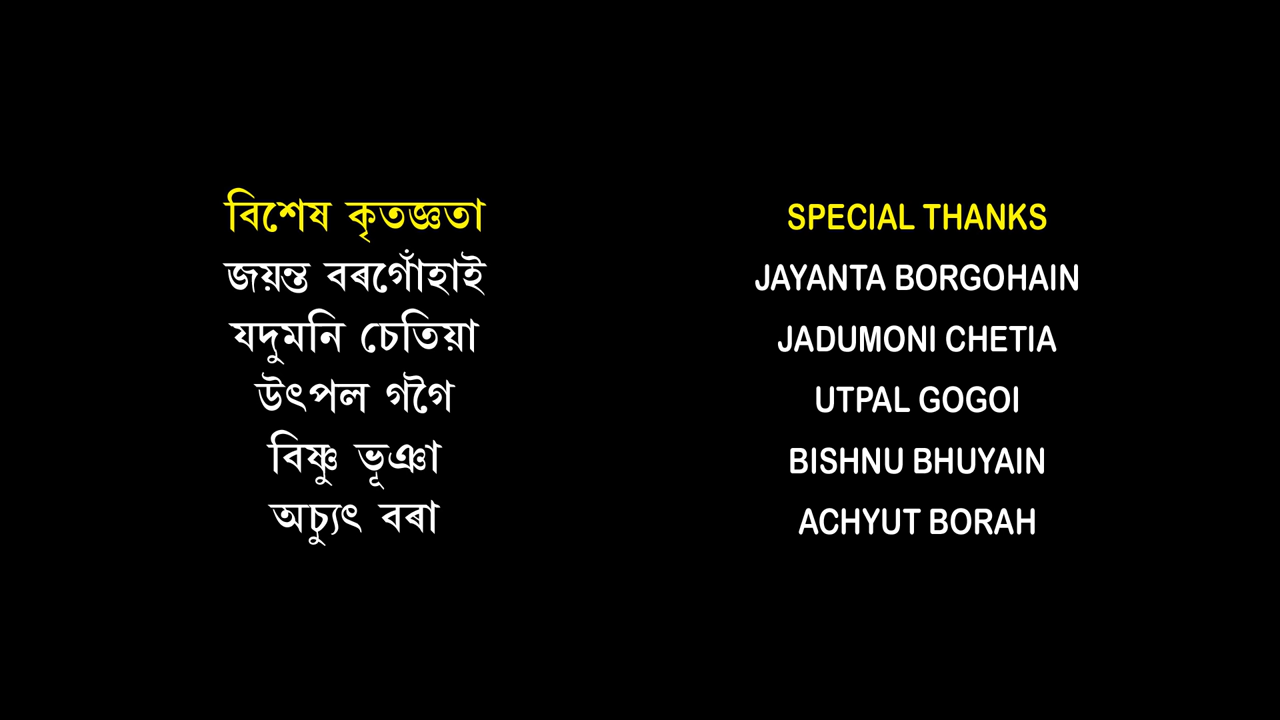 বিশেষ কৃতজ্ঞতা
জয়ন্ত বৰগোঁহাই
যদুমনি চেতিয়া
উৎপল গগৈ
বিষ্ণু ভূঞা
অচ্যুৎ বৰা
SPECIAL THANKS
JAYANTA BORGOHAIN
JADUMONI CHETIA
UTPAL GOGOI
BISHNU BHUYAIN
ACHYUT BORAH